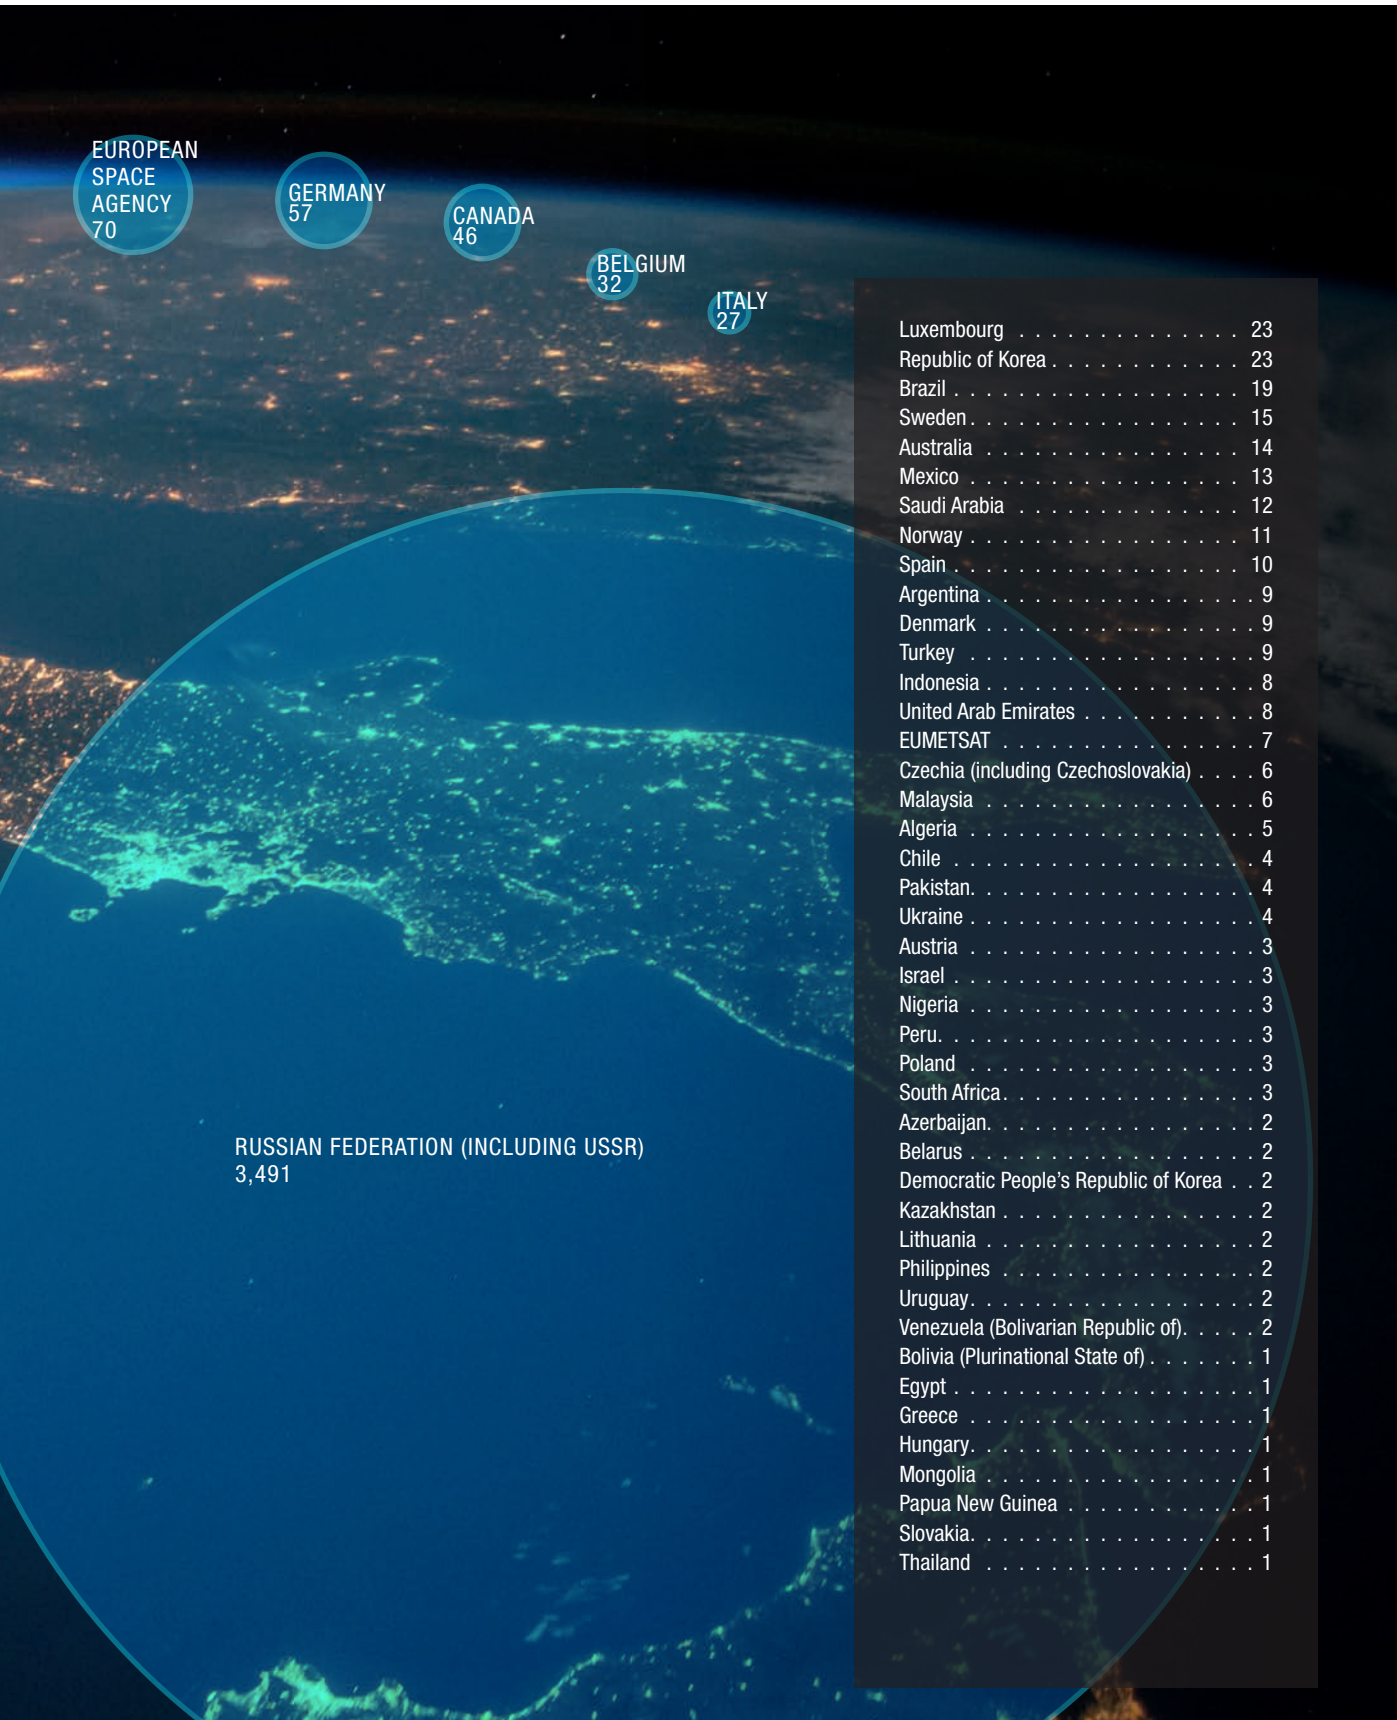 EUROPEAN
SPACE
AGENCY
70
GERMANY
57
CANADA
46
BELGIUM
32
ITALY
27
RUSSIAN FEDERATION (INCLUDING USSR)
3,491
Luxembourg . . . . . . . . . . . . . . 23
Republic of Korea . . . . . . . . . . . . 23
Brazil . . . . . . . . . . . . . . . . . . 19
Sweden . . . . . . . . . . . . . . . . . 15
Australia . . . . . . . . . . . . . . . . 14
Mexico . . . . . . . . . . . . . . . . . 13
Saudi Arabia . . . . . . . . . . . . . . 12
Norway . . . . . . . . . . . . . . . . . 11
Spain . . . . . . . . . . . . . . . . . . 10
Argentina . . . . . . . . . . . . . . . . . 9
Denmark . . . . . . . . . . . . . . . . . 9
Turkey . . . . . . . . . . . . . . . . . . 9
Indonesia . . . . . . . . . . . . . . . . . 8
United Arab Emirates . . . . . . . . . . . 8
EUMETSAT . . . . . . . . . . . . . . . . 7
Czechia (including Czechoslovakia) . . . . 6
Malaysia . . . . . . . . . . . . . . . . . 6
Algeria . . . . . . . . . . . . . . . . . . 5
Chile . . . . . . . . . . . . . . . . . . . 4
Pakistan. . . . . . . . . . . . . . . . . . 4
Ukraine . . . . . . . . . . . . . . . . . . 4
Austria . . . . . . . . . . . . . . . . . . 3
Israel . . . . . . . . . . . . . . . . . . . 3
Nigeria . . . . . . . . . . . . . . . . . . 3
Peru. . . . . . . . . . . . . . . . . . . . 3
Poland . . . . . . . . . . . . . . . . . . 3
South Africa . . . . . . . . . . . . . . . . 3
Azerbaijan. . . . . . . . . . . . . . . . . 2
Belarus . . . . . . . . . . . . . . . . . . 2
Democratic People's Republic of Korea . . 2
Kazakhstan . . . . . . . . . . . . . . . . 2
Lithuania . . . . . . . . . . . . . . . . . 2
Philippines . . . . . . . . . . . . . . . . 2
Uruguay. . . . . . . . . . . . . . . . . . 2
Venezuela (Bolivarian Republic of). . . . . 2
Bolivia (Plurinational State of) . . . . . . . 1
Egypt . . . . . . . . . . . . . . . . . . . 1
Greece . . . . . . . . . . . . . . . . . . 1
Hungary. . . . . . . . . . . . . . . . . . 1
Mongolia . . . . . . . . . . . . . . . . . 1
Papua New Guinea . . . . . . . . . . . . 1
Slovakia. . . . . . . . . . . . . . . . . . 1
Thailand . . . . . . . . . . . . . . . . . 1